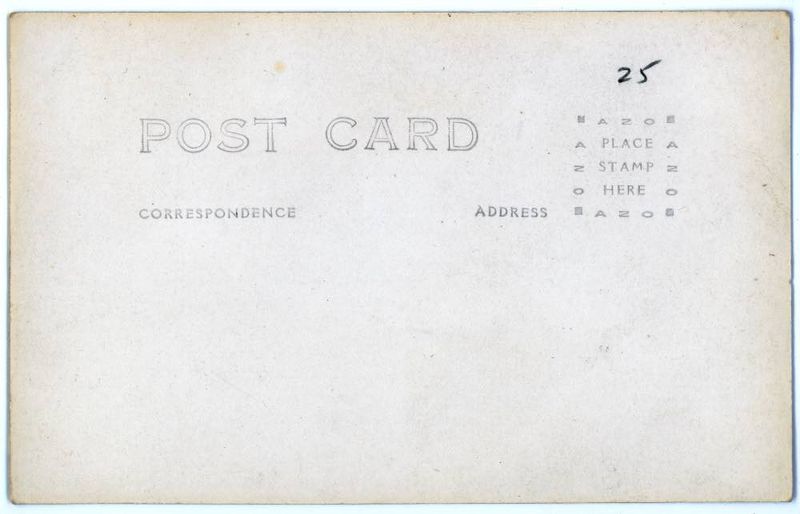 25
POST CARD
AZO
A PLACE A
Z STAMP Z
O HERE O
CORRESPONDENCE ADDRESS AZO